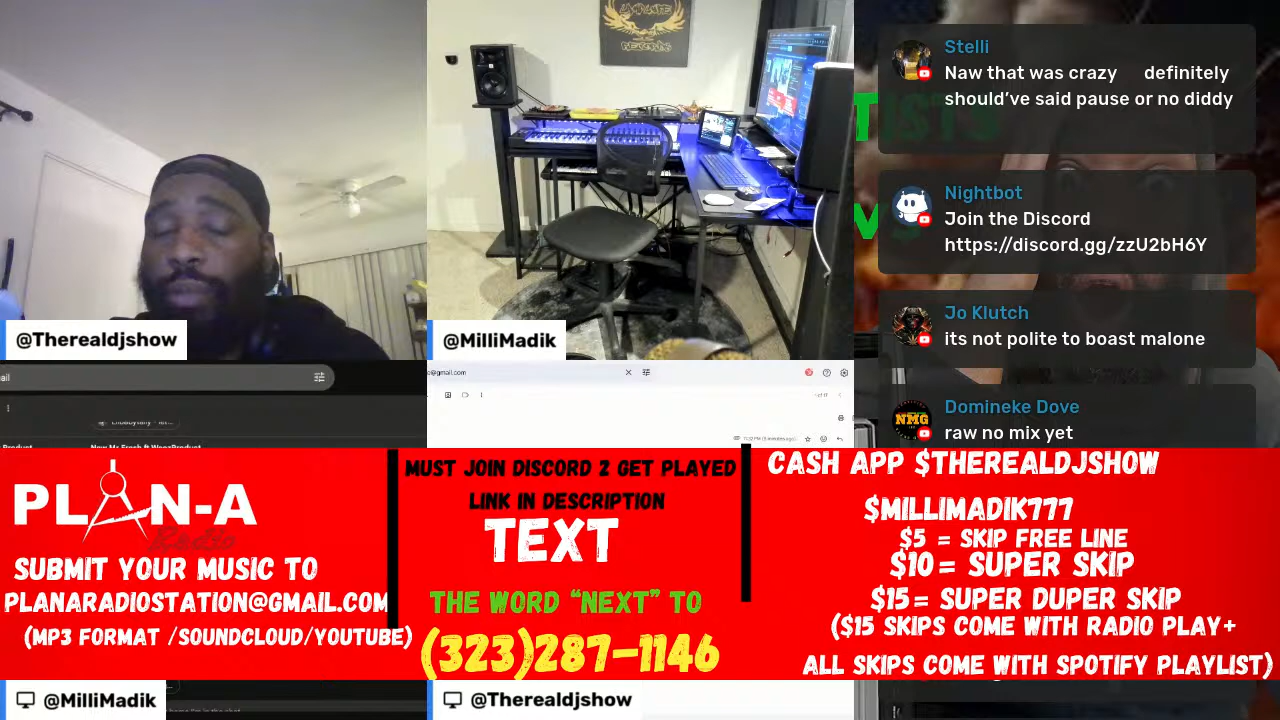 @Therealdjshow
@MilliMadik
Stelli
Naw that was crazy definitely
should've said pause or no diddy
Nightbot
Join the Discord
https://discord.gg/zzU2bH6Y
Jo Klutch
its not polite to boast malone
Domineke Dove
raw no mix yet
NMG
ail
e@gmail.com
PLAN-A
Radio
SUBMIT YOUR MUSIC TO
PLANARADIOSTATION@GMAIL.COM
(MP3 FORMAT /SOUNDCLOUD/YOUTUBE)
MUST JOIN DISCORD 2 GET PLAYED
LINK IN DESCRIPTION
TEXT
THE WORD “NEXT” TO
(323)287-1146
CASH APP $THEREALDJSHOW
$MILLIMADIK777
$5 = SKIP FREE LINE
$10= SUPER SKIP
$15= SUPER DUPER SKIP
($15 SKIPS COME WITH RADIO PLAY+
ALL SKIPS COME WITH SPOTIFY PLAYLIST)
@MilliMadik
@Therealdjshow